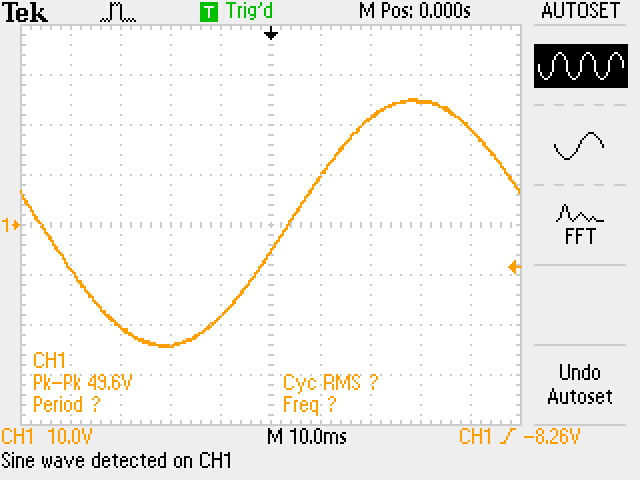 Tek T Trig'd M Pos: 0.000s AUTOSET
1
FFT
CH1
Pk-Pk 49.6V Cyc RMS ?
Period ? Freq ?
Undo
Autoset
CH1 10.0V M 10.0ms CH1 -8.26V
Sine wave detected on CH1